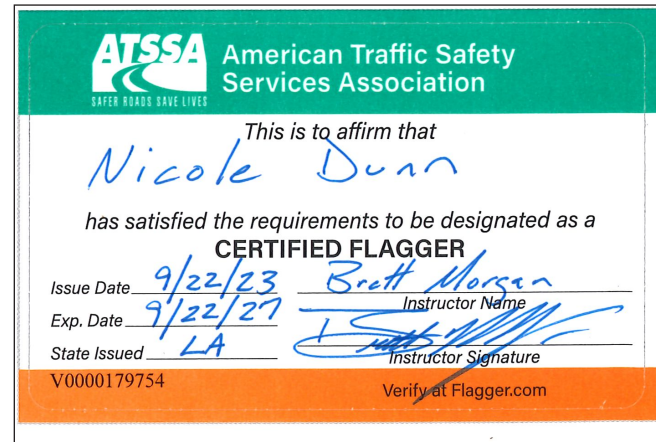 ATSSA
SAFER ROADS SAVE LIVES
American Traffic Safety
Services Association
This is to affirm that
Nicole Dunn
has satisfied the requirements to be designated as a
CERTIFIED FLAGGER
Issue Date 9/22/23
Brett Morgan
Instructor Name
Exp. Date 9/22/27
State Issued LA
Instructor Signature
V0000179754
Verify at Flagger.com